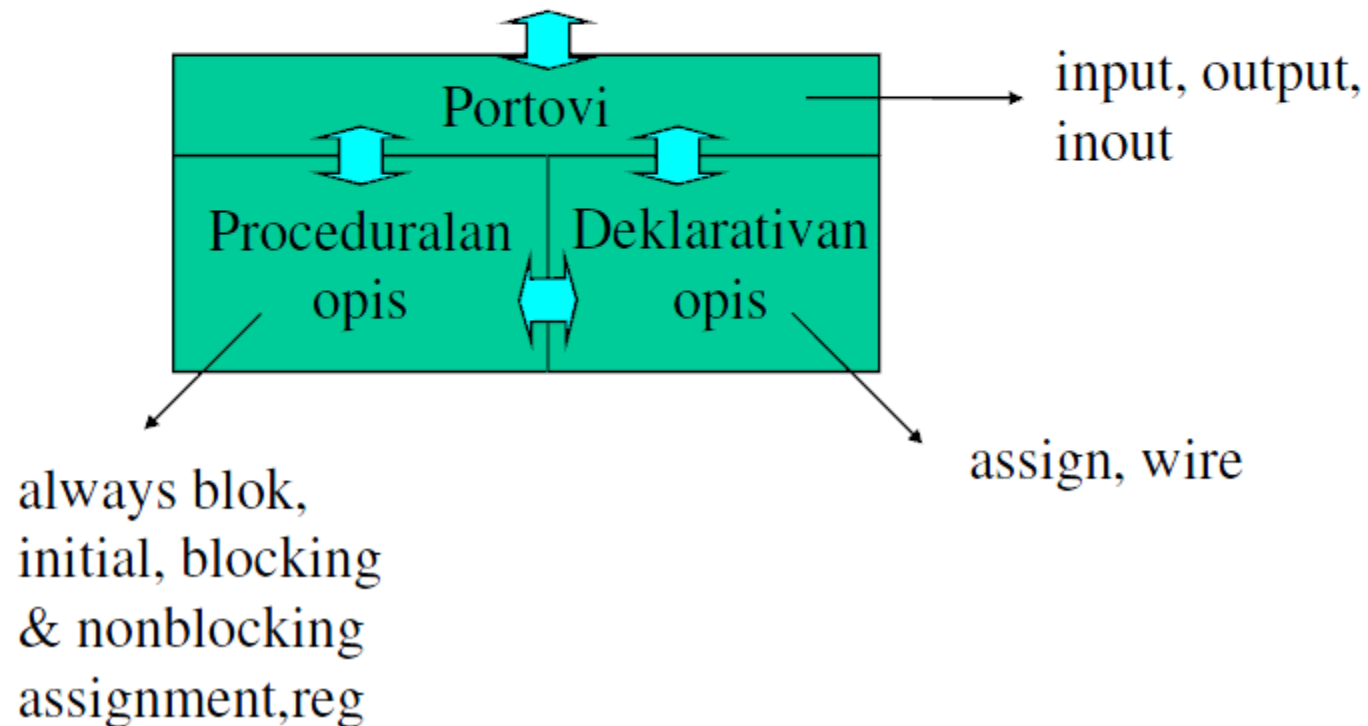 Portovi
input, output,
inout
Proceduralan
opis
Deklarativan
opis
assign, wire
always blok,
initial, blocking
& nonblocking
assignment,reg